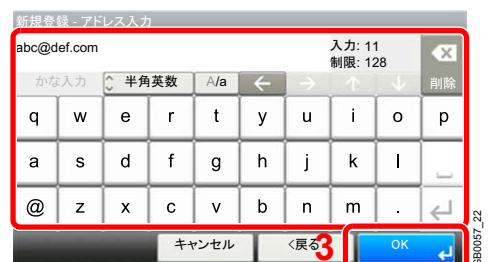 新規登録 - アドレス入力
abc@def.com 入力: 11
制限: 128
かな入力 半角英数 A/a ← → ↑ ↓ 削除
q w e r t y u i o p
a s d f g h j k l
@ z x c v b n m .
キャンセル <戻る 3 OK